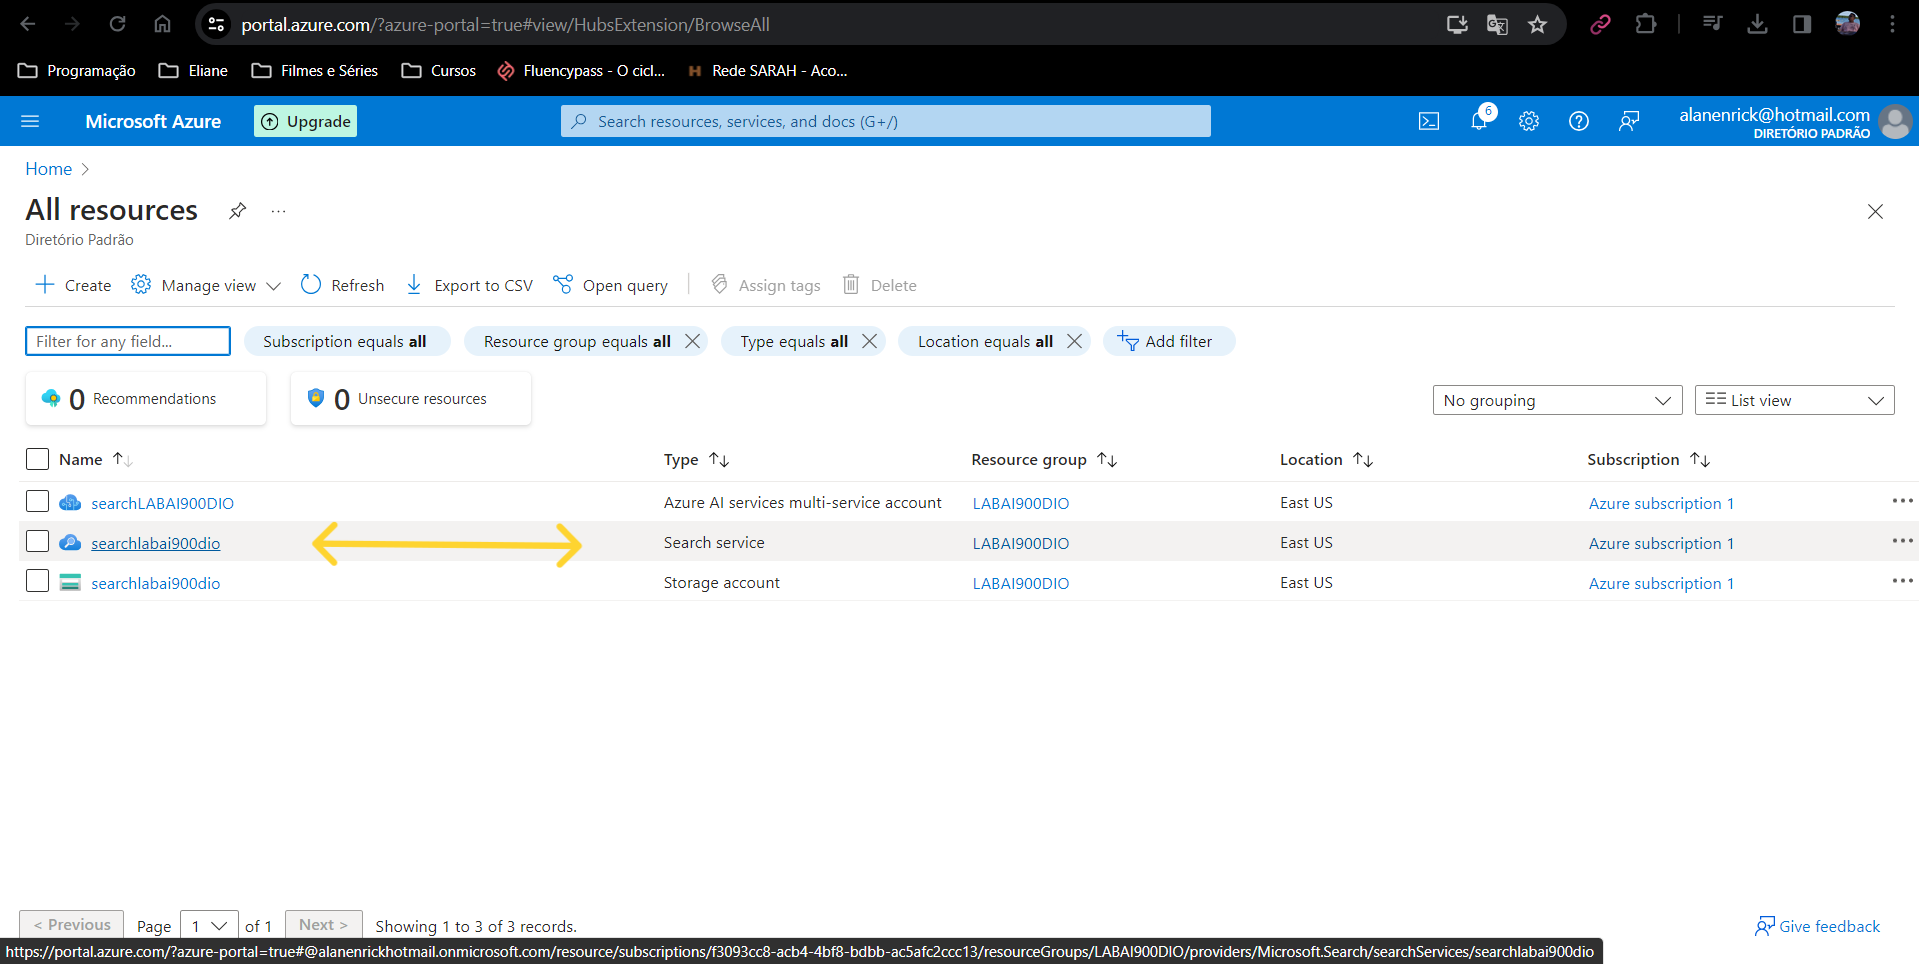 portal.azure.com/?azure-portal=true#view/HubsExtension/BrowseAll
Programação Eliane Filmes e Séries Cursos Fluencypass - O cicl... Rede SARAH - Aco...
Microsoft Azure Upgrade Search resources, services, and docs (G+/) 6 alanenrick@hotmail.com
DIRETÓRIO PADRÃO
Home >
All resources ...
Diretório Padrão
Create Manage view Refresh Export to CSV Open query Assign tags Delete
Filter for any field... Subscription equals all Resource group equals all Type equals all Location equals all Add filter
0 Recommendations 0 Unsecure resources No grouping List view
Name Type Resource group Location Subscription
searchLABAI900DIO Azure AI services multi-service account LABAI900DIO East US Azure subscription 1 ...
searchlabai900dio Search service LABAI900DIO East US Azure subscription 1 ...
searchlabai900dio Storage account LABAI900DIO East US Azure subscription 1 ...
< Previous Page 1 of 1 Next > Showing 1 to 3 of 3 records. Give feedback
https://portal.azure.com/?azure-portal=true#@alanenrickhotmail.onmicrosoft.com/resource/subscriptions/f3093cc8-acb4-4bf8-bdbb-ac5afc2ccc13/resourceGroups/LABAI900DIO/providers/Microsoft.Search/searchServices/searchlabai900dio